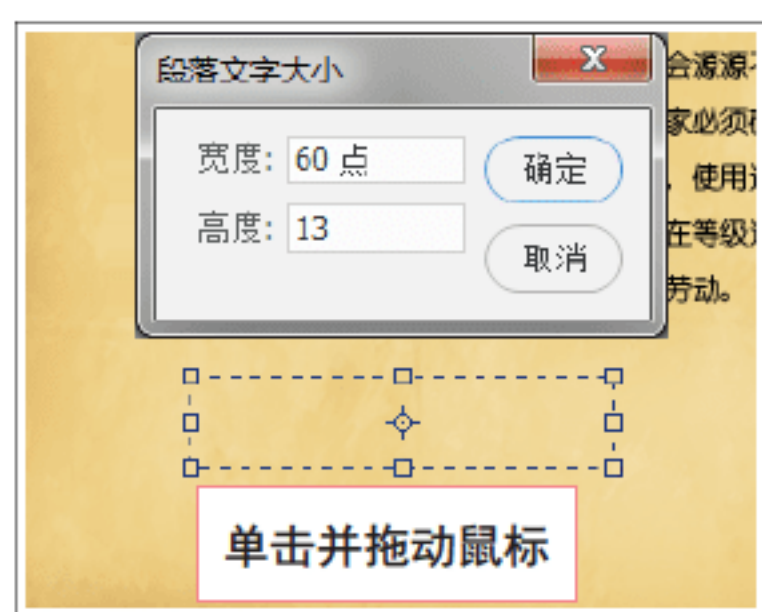 段落文字大小
宽度: 60 点
确定
高度: 13
取消
会源源
家必须
，使用
在等级
劳动。
单击并拖动鼠标